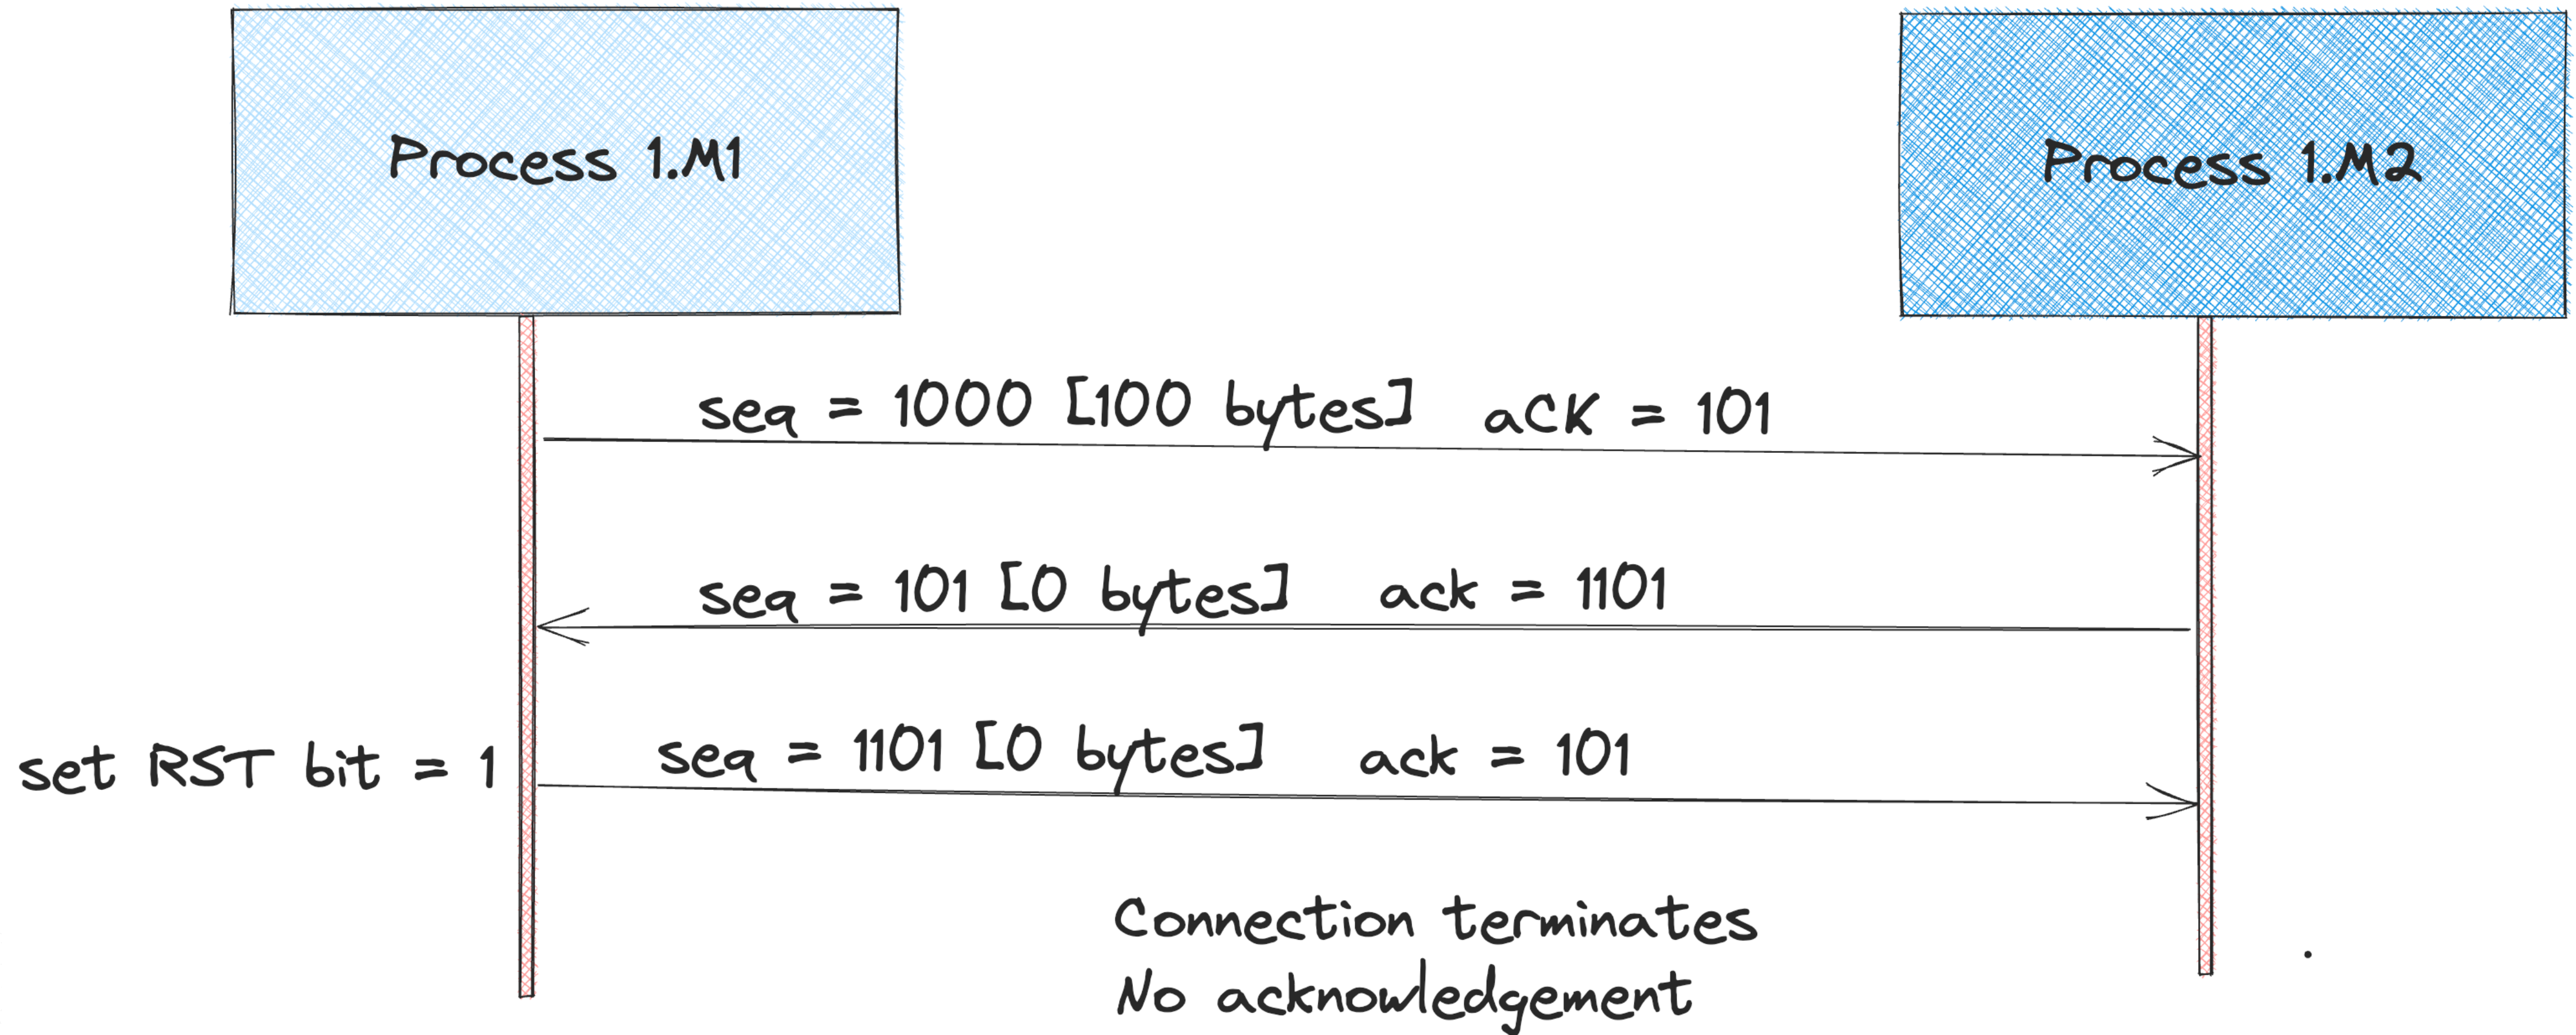 Process 1.M1
Process 1.M2
seq = 1000 [100 bytes] aCK = 101
seq = 101 [0 bytes] ack = 1101
set RST bit = 1
seq = 1101 [0 bytes] ack = 101
Connection terminates
No acknowledgement